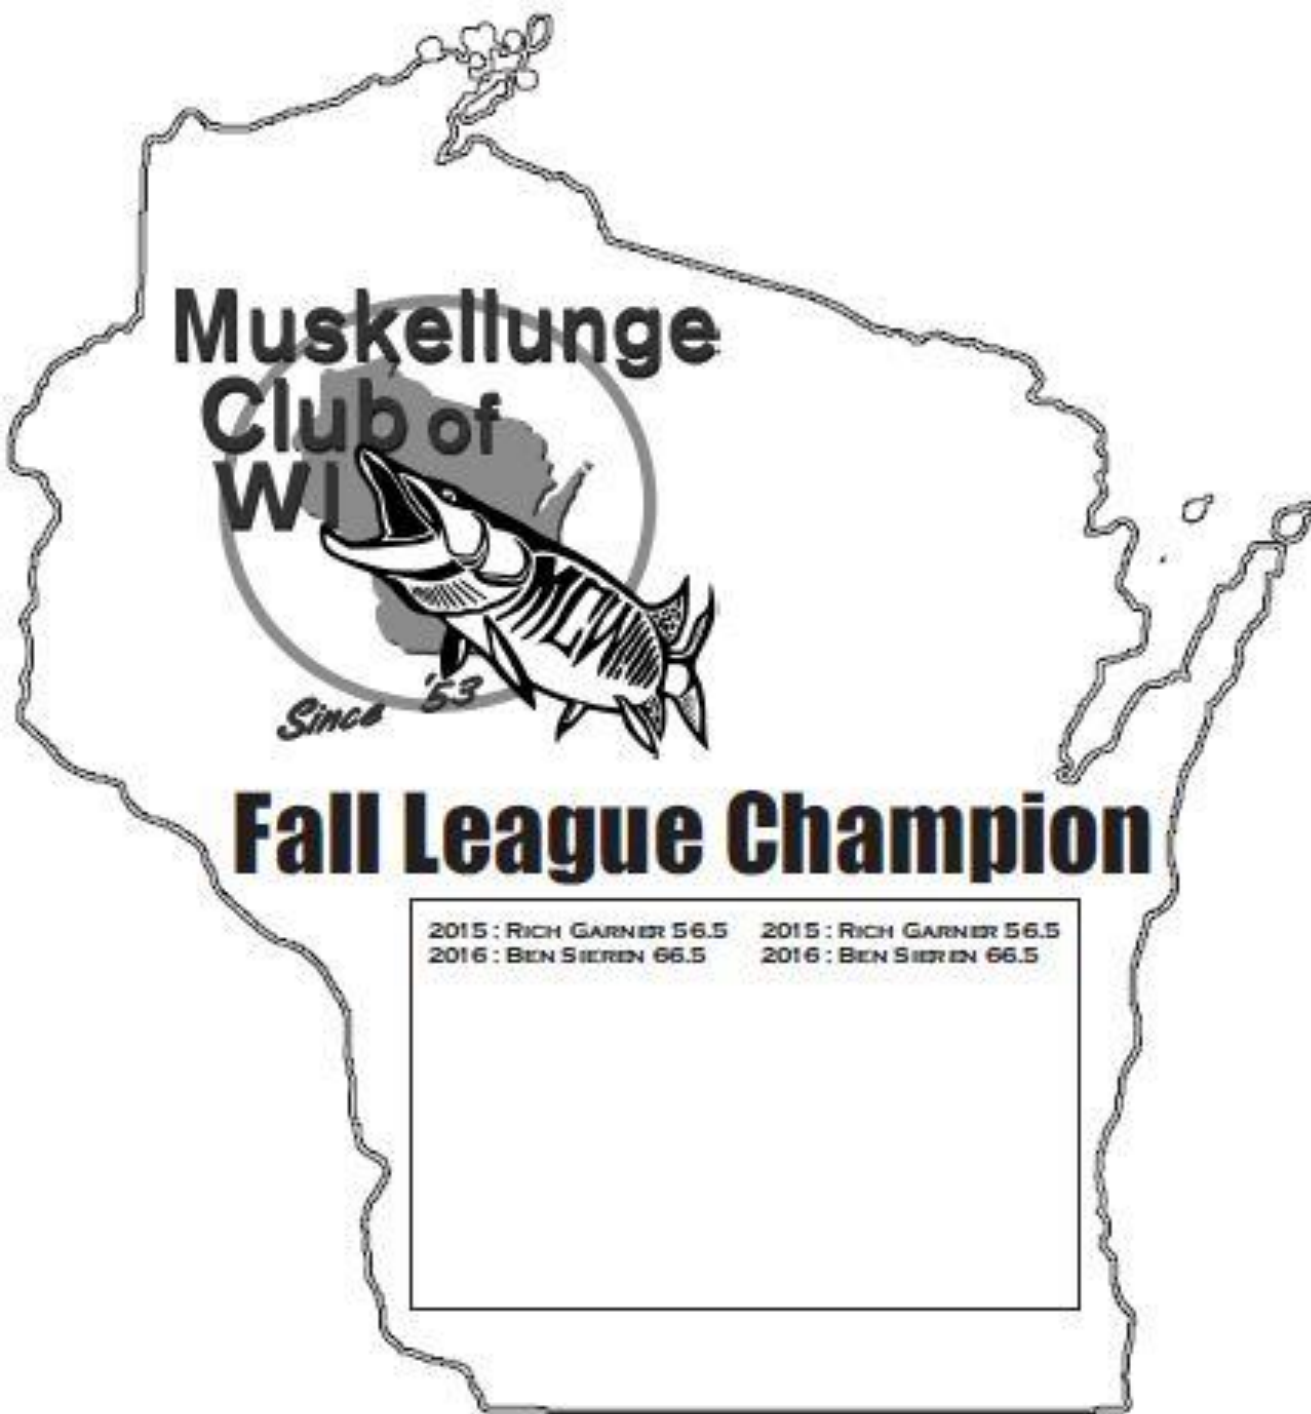 Muskellunge
Club of
WI
MCW
Since '53
Fall League Champion
2015 : RICH GARNER 56.5 2015 : RICH GARNER 56.5
2016 : BEN SIEREN 66.5 2016 : BEN SIEREN 66.5